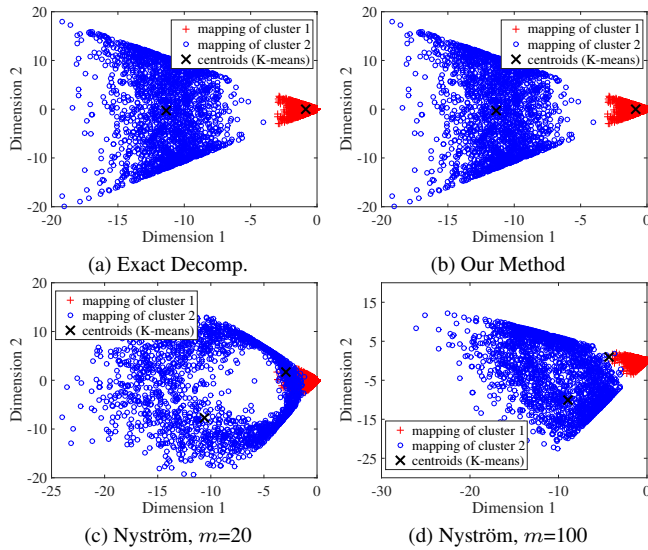 20
10
0
-10
-20
-20
-15
-10
-5
0
Dimension 2
Dimension 1
mapping of cluster 1
mapping of cluster 2
centroids (K-means)
(a) Exact Decomp.
20
10
0
-10
-20
-20
-15
-10
-5
0
Dimension 2
Dimension 1
mapping of cluster 1
mapping of cluster 2
centroids (K-means)
(b) Our Method
20
10
0
-10
-20
-25
-20
-15
-10
-5
0
Dimension 2
Dimension 1
mapping of cluster 1
mapping of cluster 2
centroids (K-means)
(c) Nyström, m=20
15
5
-5
-15
-25
-30
-20
-10
0
Dimension 2
Dimension 1
mapping of cluster 1
mapping of cluster 2
centroids (K-means)
(d) Nyström, m=100